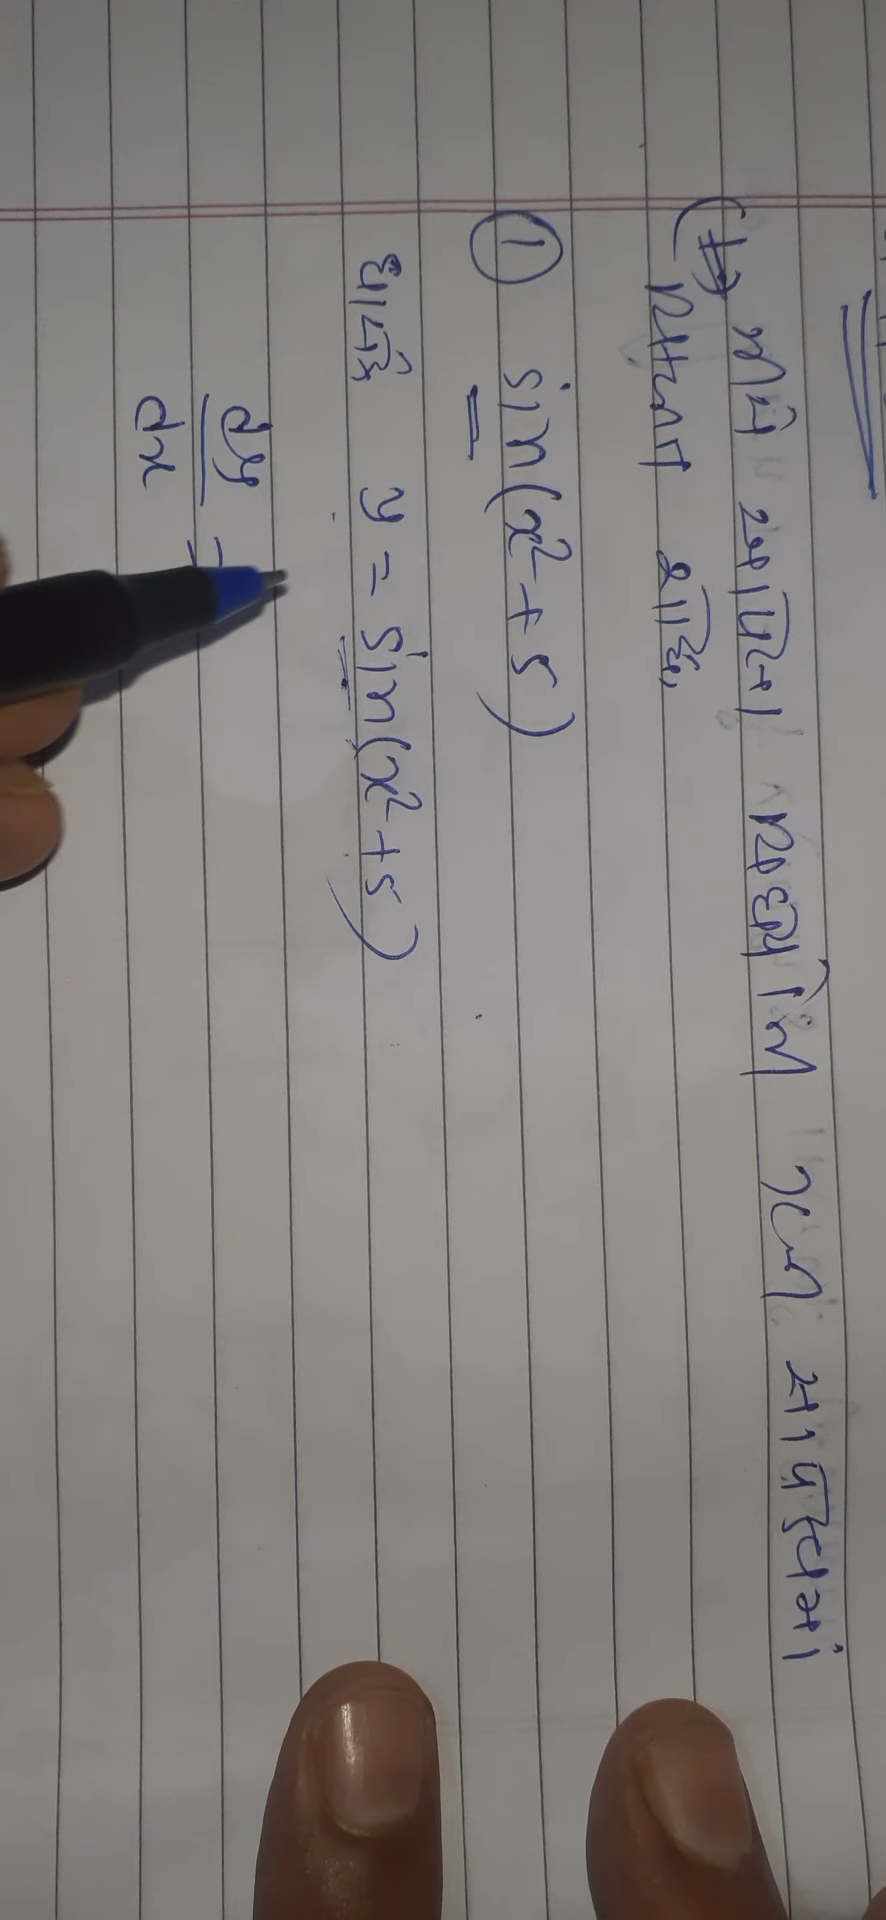 નીચે આપેલા વિધેયોના x ને સાપેક્ષમાં
વિકલન શોધો.
① sin(x²+5)
ધારોકે y = sin(x²+5)
dy =
dx